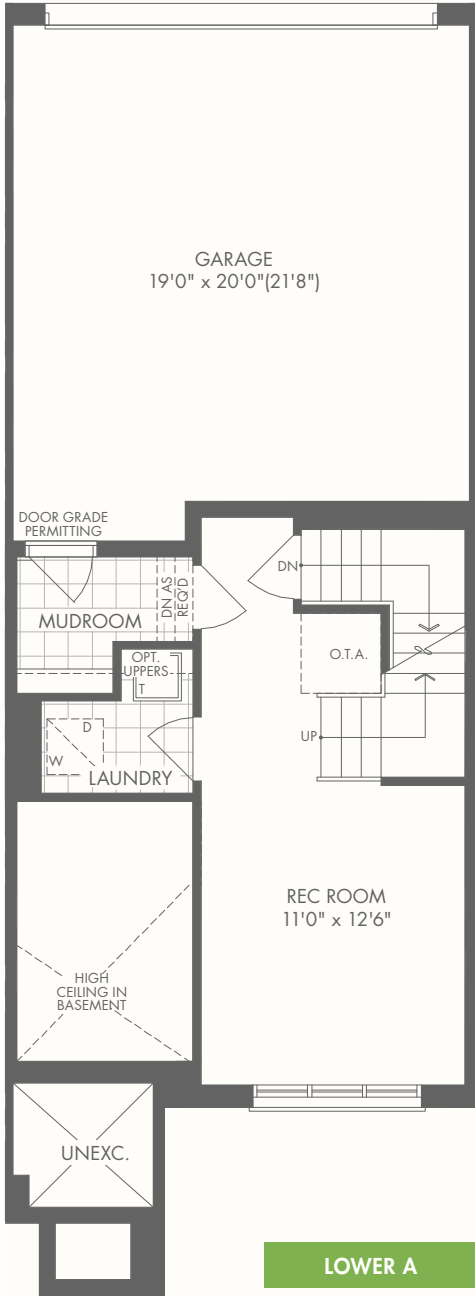 GARAGE
19'0" x 20'0"(21'8")
DOOR GRADE
PERMITTING
DN
MUDROOM
DN AS
REQ'D
OPT.
UPPERS
T
O.T.A.
UP
D
W
LAUNDRY
REC ROOM
11'0" x 12'6"
HIGH
CEILING IN
BASEMENT
UNEXC.
LOWER A